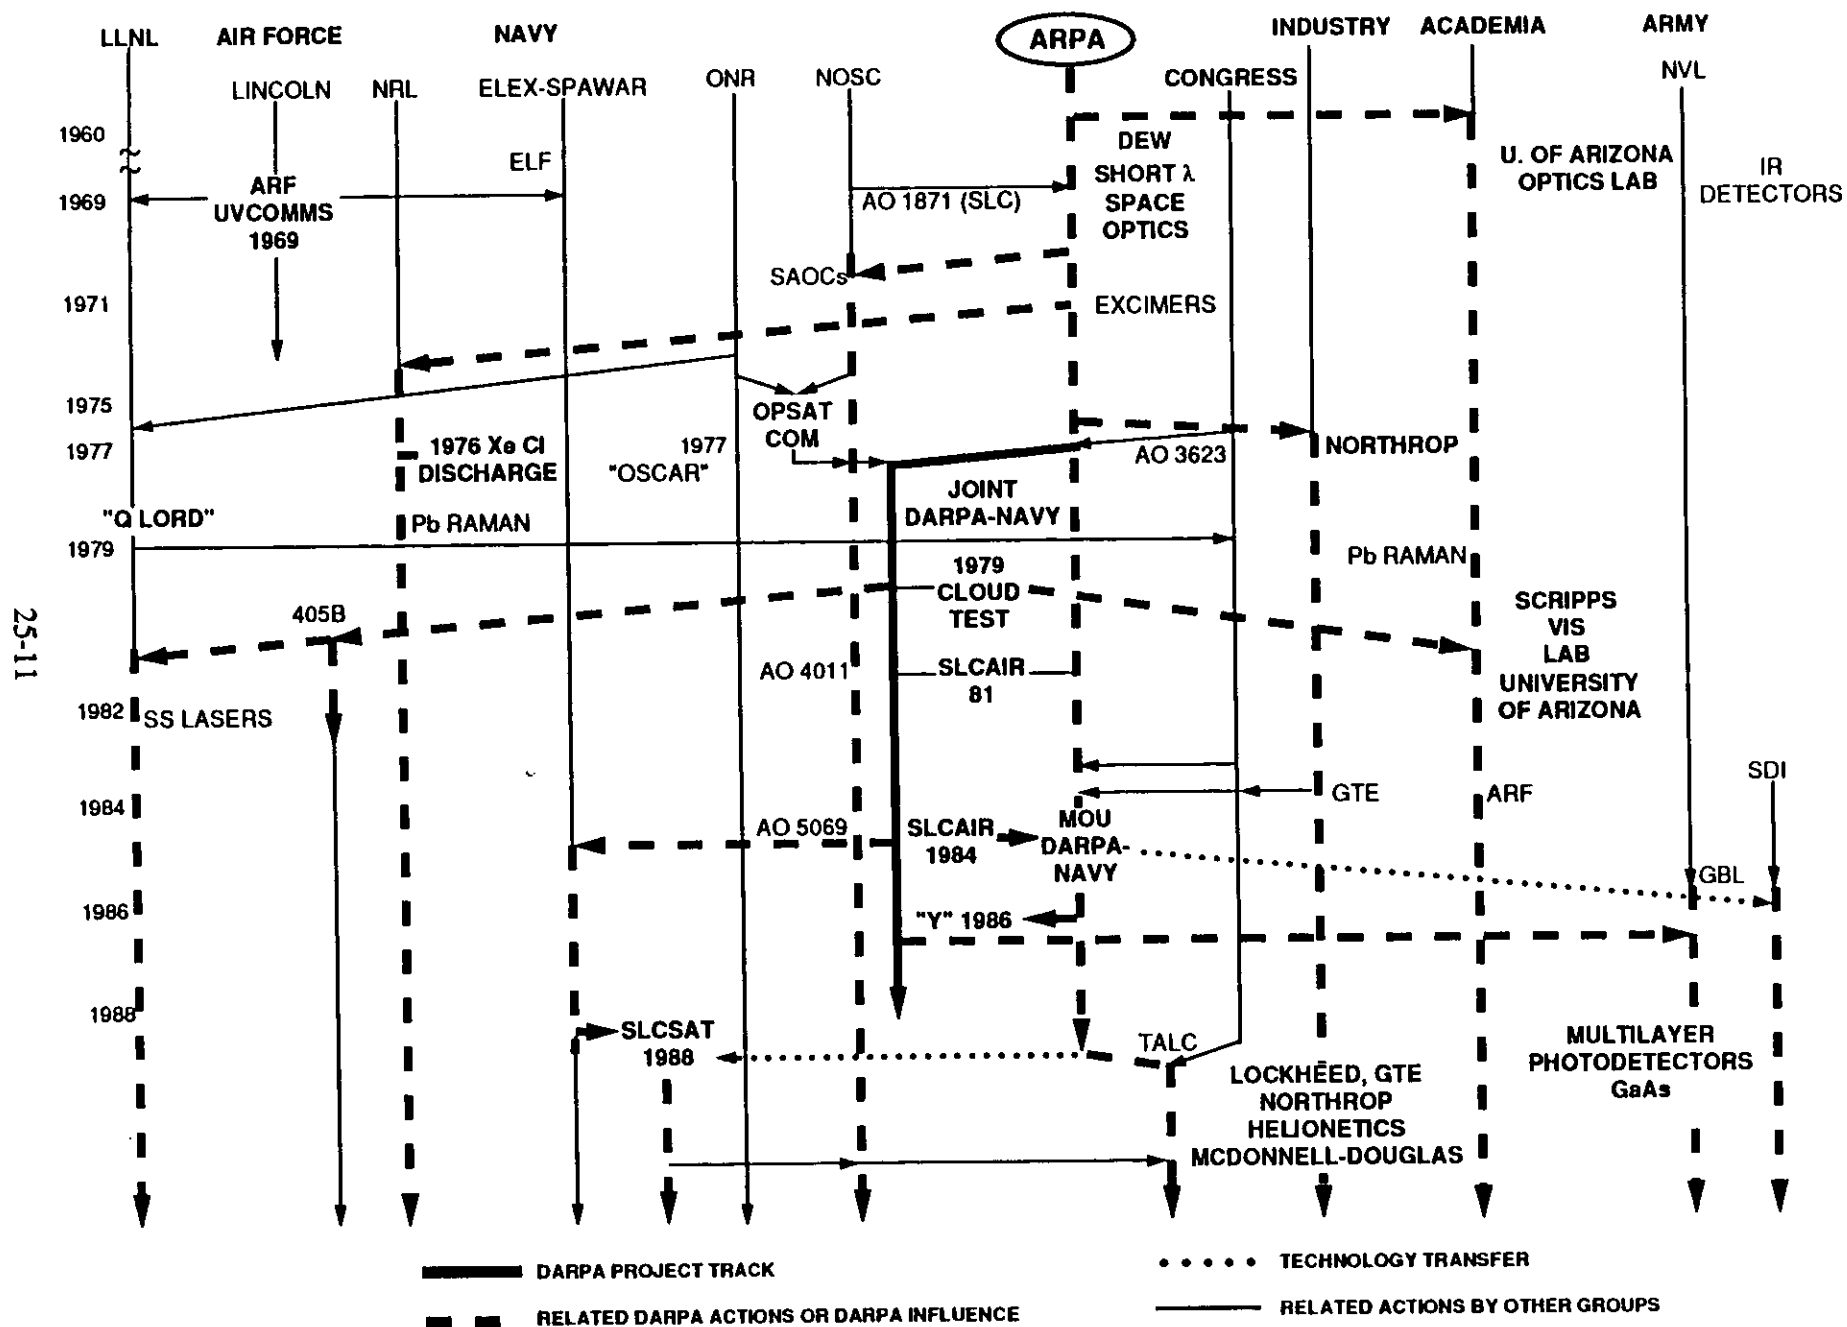 LLNL
AIR FORCE
NAVY
ARPA
INDUSTRY
ACADEMIA
ARMY
LINCOLN
NRL
ELEX-SPAWAR
ONR
NOSC
CONGRESS
NVL
1960
DEW
ELF
U. OF ARIZONA
OPTICS LAB
IR
DETECTORS
1969
ARF
UVCOMMS
1969
AO 1871 (SLC)
SHORT λ
SPACE
OPTICS
SAOCs
1971
EXCIMERS
1975
OPSAT
COM
1977
1976 Xe Cl
DISCHARGE
1977
"OSCAR"
AO 3623
NORTHROP
JOINT
DARPA-NAVY
"Q LORD"
Pb RAMAN
1979
1979
CLOUD
TEST
Pb RAMAN
25-11
405B
SCRIPPS
VIS
LAB
UNIVERSITY
OF ARIZONA
AO 4011
SLCAIR
81
1982
SS LASERS
SDI
1984
GTE
ARF
AO 5069
SLCAIR
1984
MOU
DARPA-
NAVY
GBL
1986
"Y" 1986
1988
SLCSAT
1988
TALC
LOCKHEED, GTE
NORTHROP
HELIONETICS
MCDONNELL-DOUGLAS
MULTILAYER
PHOTODETECTORS
GaAs
DARPA PROJECT TRACK
TECHNOLOGY TRANSFER
RELATED DARPA ACTIONS OR DARPA INFLUENCE
RELATED ACTIONS BY OTHER GROUPS